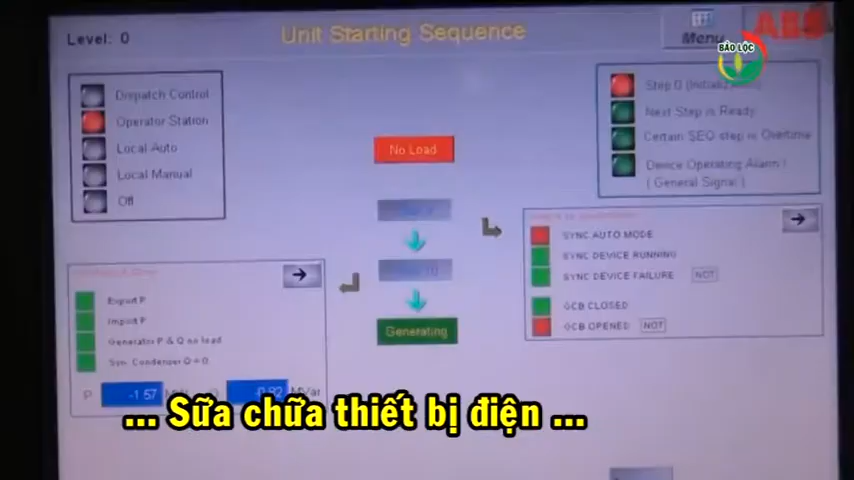 Level: 0
Unit Starting Sequence
Menu
ABB
BẢO LỘC
Dispatch Control
Operator Station
Local Auto
Local Manual
Off
No Load
Step 0
Next Step is Ready
Certain SEQ step is Overtime
Device Operating Alarm !
( General Signal )
SYNC AUTO MODE
SYNC DEVICE RUNNING
SYNC DEVICE FAILURE NOT
GCB CLOSED
GCB OPENED NOT
Export P
Import P
Generator P & Q no load
Syn. Condenser Q = 0
Generating
P -1.57
-0.92 MVar
... Sữa chữa thiết bị điện ...